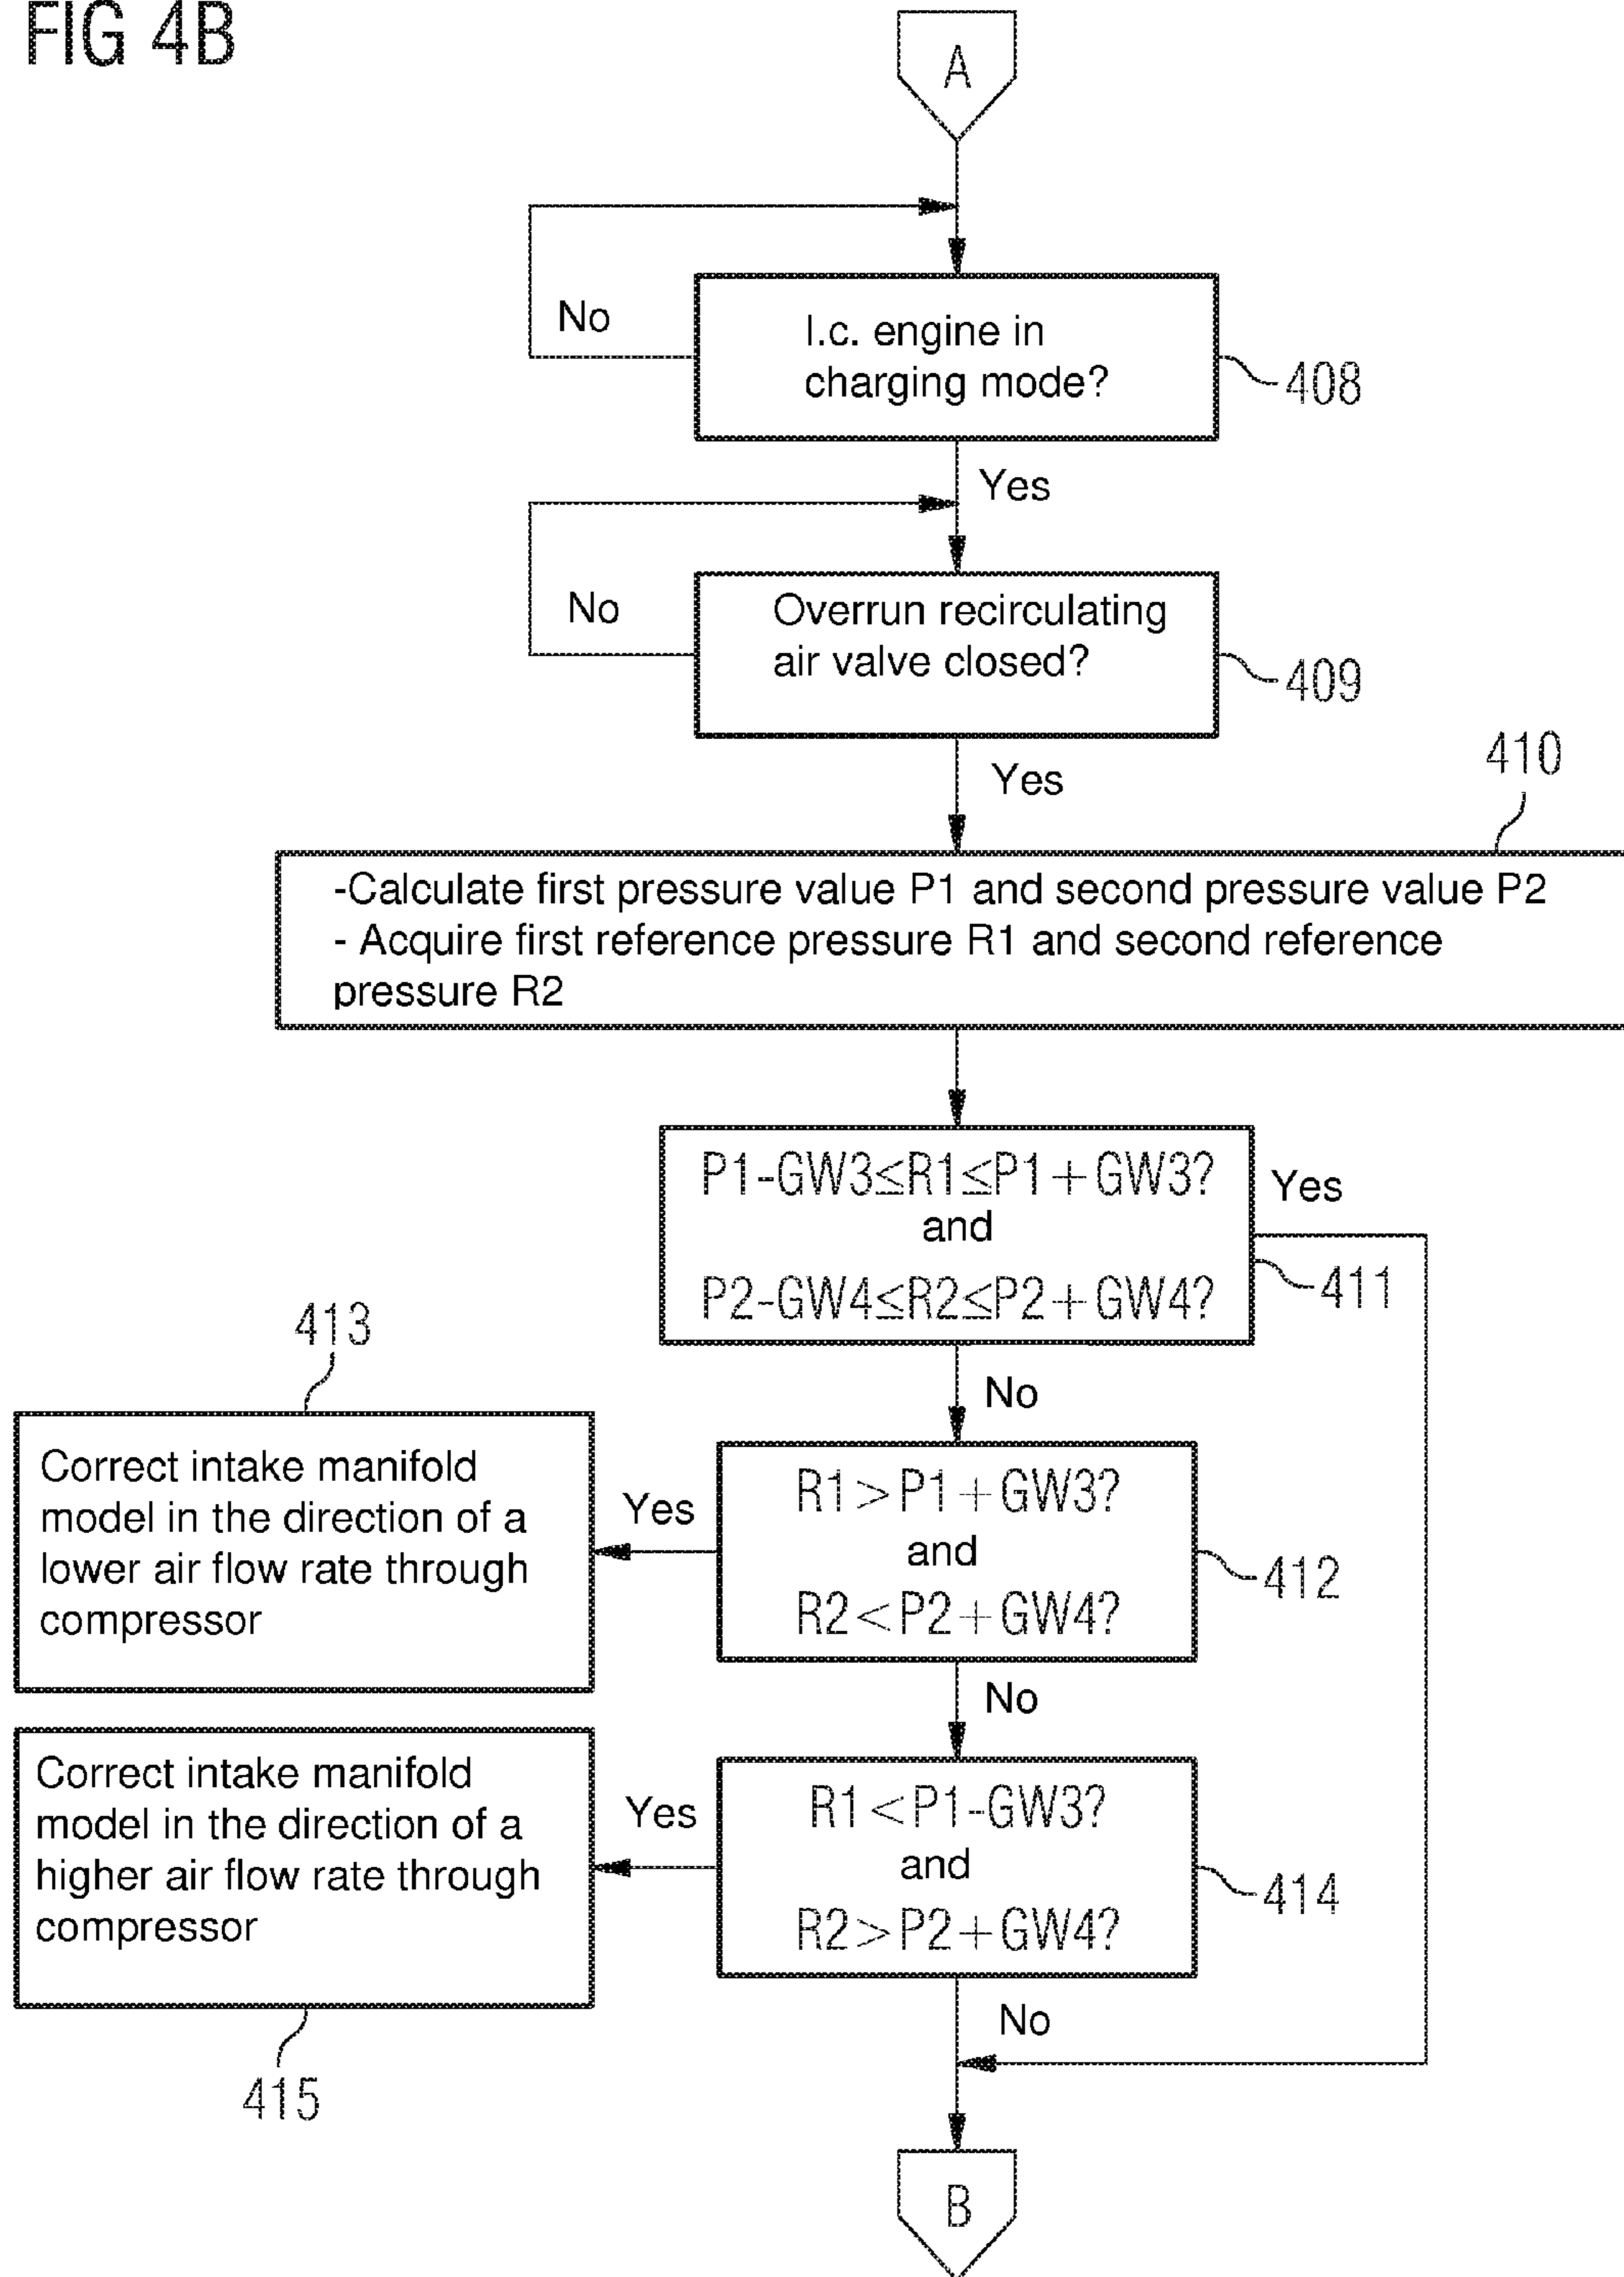 FIG 4B
A
No
I.c. engine in
charging mode?
408
Yes
No
Overrun recirculating
air valve closed?
409
Yes
410
-Calculate first pressure value P1 and second pressure value P2
- Acquire first reference pressure R1 and second reference
pressure R2
P1-GW3≤R1≤P1+GW3?
and
P2-GW4≤R2≤P2+GW4?
Yes
411
No
413
Correct intake manifold
model in the direction of a
lower air flow rate through
compressor
Yes
R1>P1+GW3?
and
R2<P2+GW4?
412
No
Correct intake manifold
model in the direction of a
higher air flow rate through
compressor
Yes
R1<P1-GW3?
and
R2>P2+GW4?
414
415
No
B